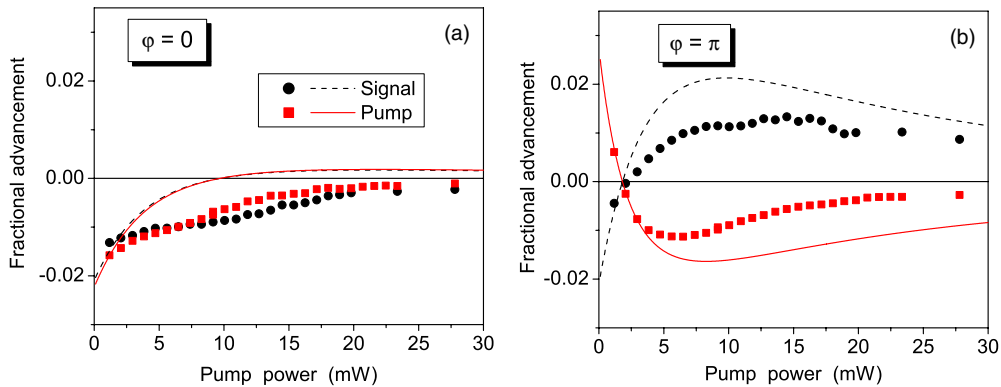 (a)
φ = 0
Signal
Pump
Fractional advancement
0.02
0.00
-0.02
0 5 10 15 20 25 30
Pump power (mW)
(b)
φ = π
Fractional advancement
0.02
0.00
-0.02
0 5 10 15 20 25 30
Pump power (mW)